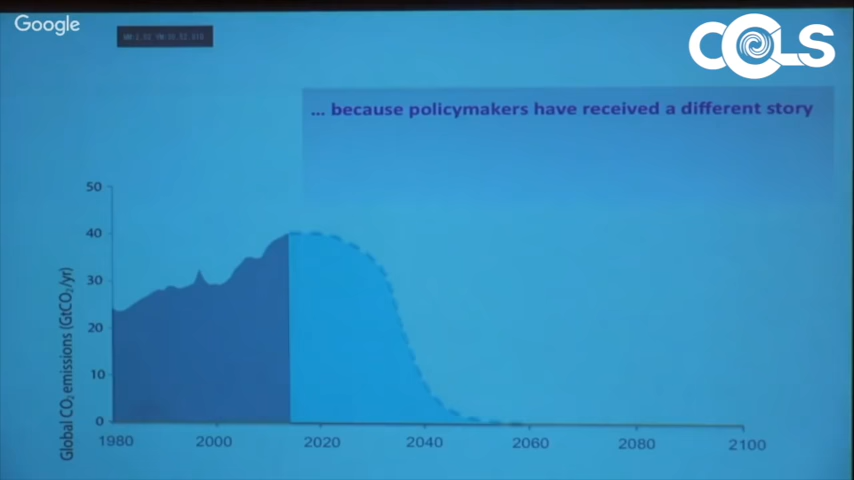 Google
CCLS
... because policymakers have received a different story
50
40
30
20
10
0
Global CO₂ emissions (GtCO₂/yr)
1980 2000 2020 2040 2060 2080 2100